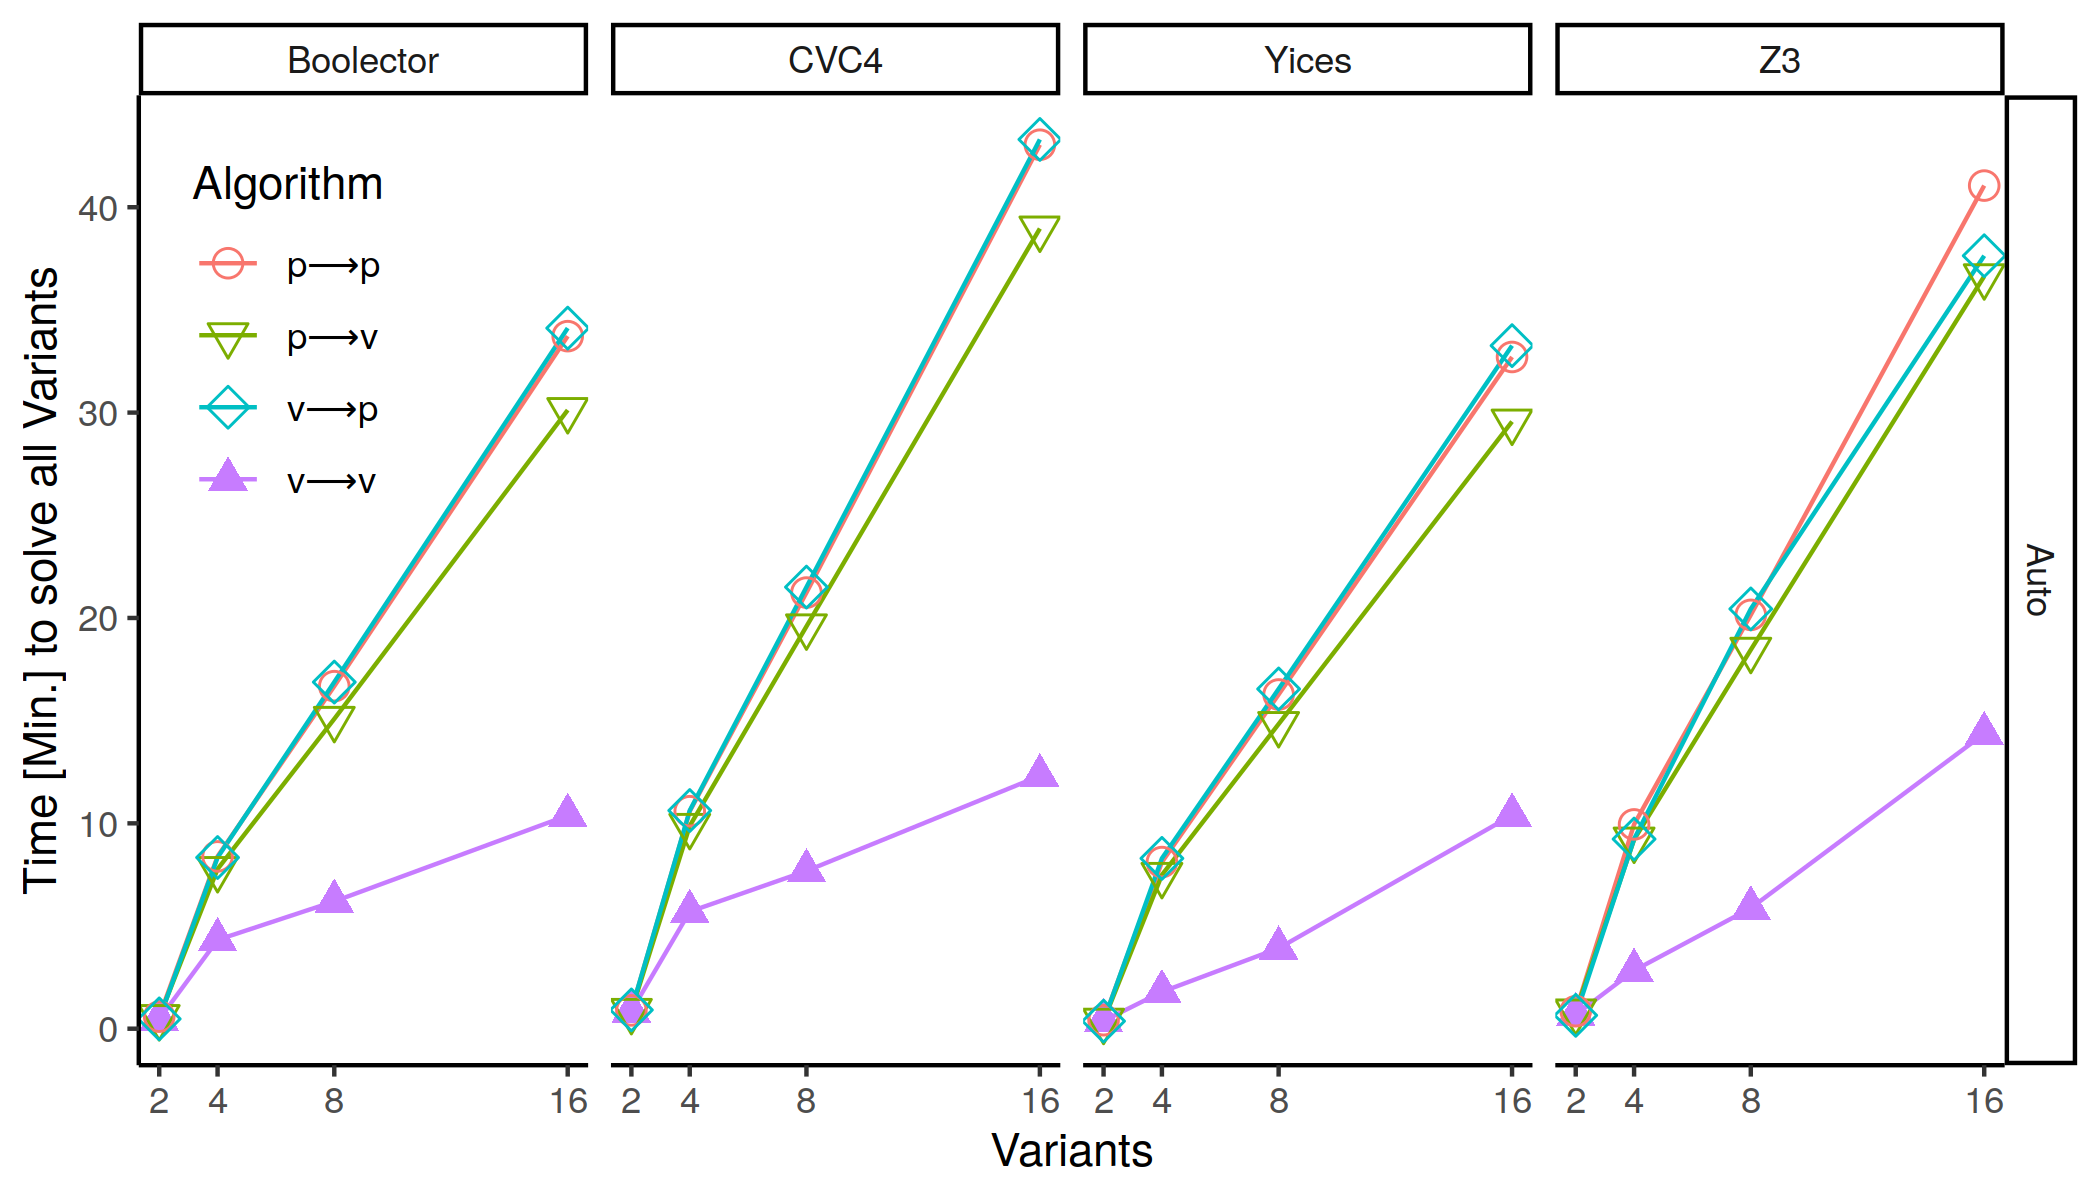 Boolector CVC4 Yices Z3
Algorithm
p⟶p
p⟶v
v⟶p
v⟶v
Time [Min.] to solve all Variants
40
30
20
10
0
Auto
2 4 8 16 2 4 8 16 2 4 8 16 2 4 8 16
Variants